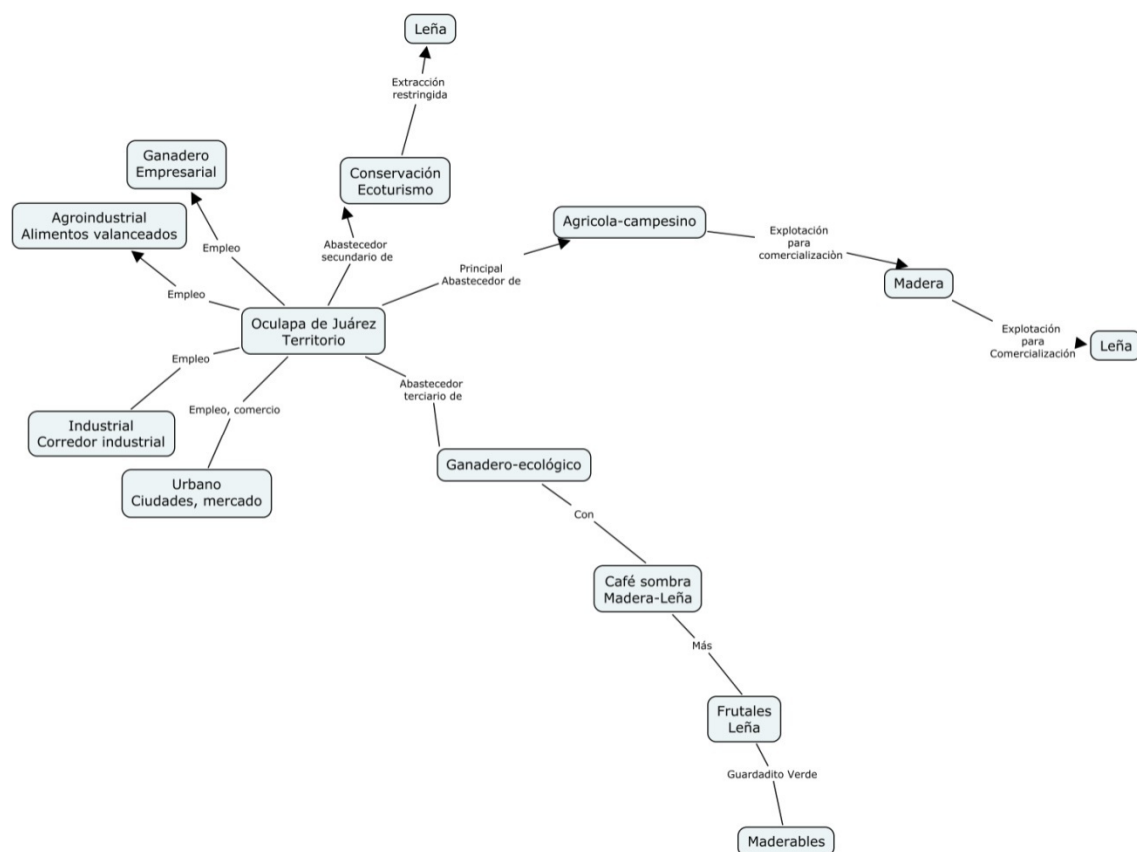 Leña
Extracción
restringida
Ganadero
Empresarial
Conservación
Ecoturismo
Agroindustrial
Alimentos valanceados
Agricola-campesino
Empleo
Abastecedor
secundario de
Explotación
para
comercializaciòn
Principal
Abastecedor de
Madera
Empleo
Oculapa de Juárez
Territorio
Explotación
para
Comercialización
Leña
Empleo
Abastecedor
terciario de
Empleo, comercio
Industrial
Corredor industrial
Ganadero-ecológico
Urbano
Ciudades, mercado
Con
Café sombra
Madera-Leña
Más
Frutales
Leña
Guardadito Verde
Maderables